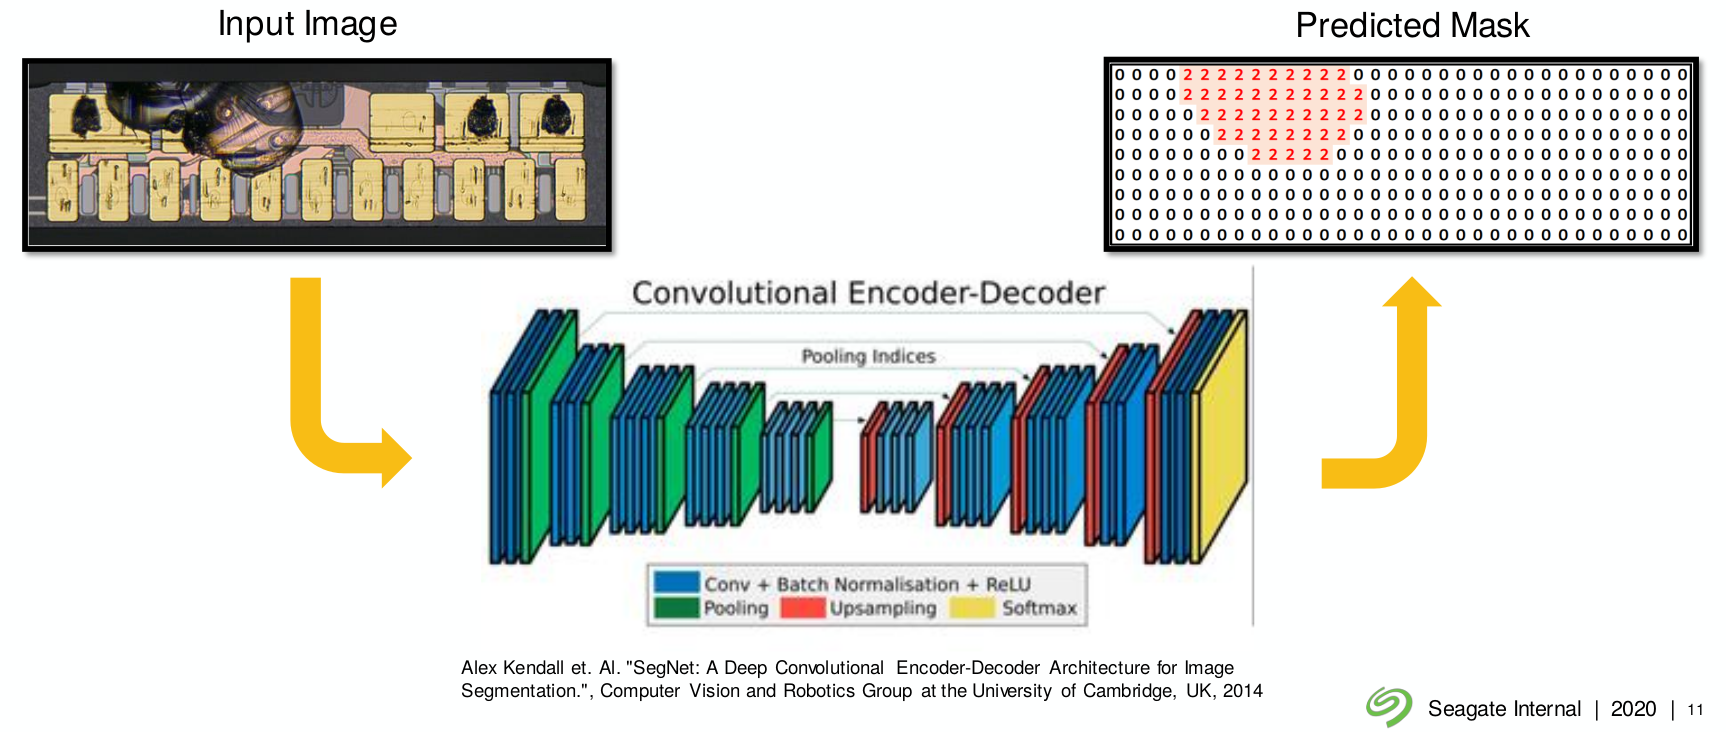 Input Image
Predicted Mask
0 0 0 0 2 2 2 2 2 2 2 2 2 2 0 0 0 0 0 0 0 0 0 0 0 0 0 0 0 0 0 0 0 0
0 0 0 0 2 2 2 2 2 2 2 2 2 2 2 0 0 0 0 0 0 0 0 0 0 0 0 0 0 0 0 0 0 0
0 0 0 0 0 2 2 2 2 2 2 2 2 2 2 0 0 0 0 0 0 0 0 0 0 0 0 0 0 0 0 0 0 0
0 0 0 0 0 0 2 2 2 2 2 2 2 2 0 0 0 0 0 0 0 0 0 0 0 0 0 0 0 0 0 0 0 0
0 0 0 0 0 0 0 0 2 2 2 2 2 0 0 0 0 0 0 0 0 0 0 0 0 0 0 0 0 0 0 0 0 0
0 0 0 0 0 0 0 0 0 0 0 0 0 0 0 0 0 0 0 0 0 0 0 0 0 0 0 0 0 0 0 0 0 0
0 0 0 0 0 0 0 0 0 0 0 0 0 0 0 0 0 0 0 0 0 0 0 0 0 0 0 0 0 0 0 0 0 0
0 0 0 0 0 0 0 0 0 0 0 0 0 0 0 0 0 0 0 0 0 0 0 0 0 0 0 0 0 0 0 0 0 0
0 0 0 0 0 0 0 0 0 0 0 0 0 0 0 0 0 0 0 0 0 0 0 0 0 0 0 0 0 0 0 0 0 0
Convolutional Encoder-Decoder
Pooling Indices
Conv + Batch Normalisation + ReLU
Pooling Upsampling Softmax
Alex Kendall et. Al. "SegNet: A Deep Convolutional Encoder-Decoder Architecture for Image
Segmentation.", Computer Vision and Robotics Group at the University of Cambridge, UK, 2014
Seagate Internal | 2020 | 11